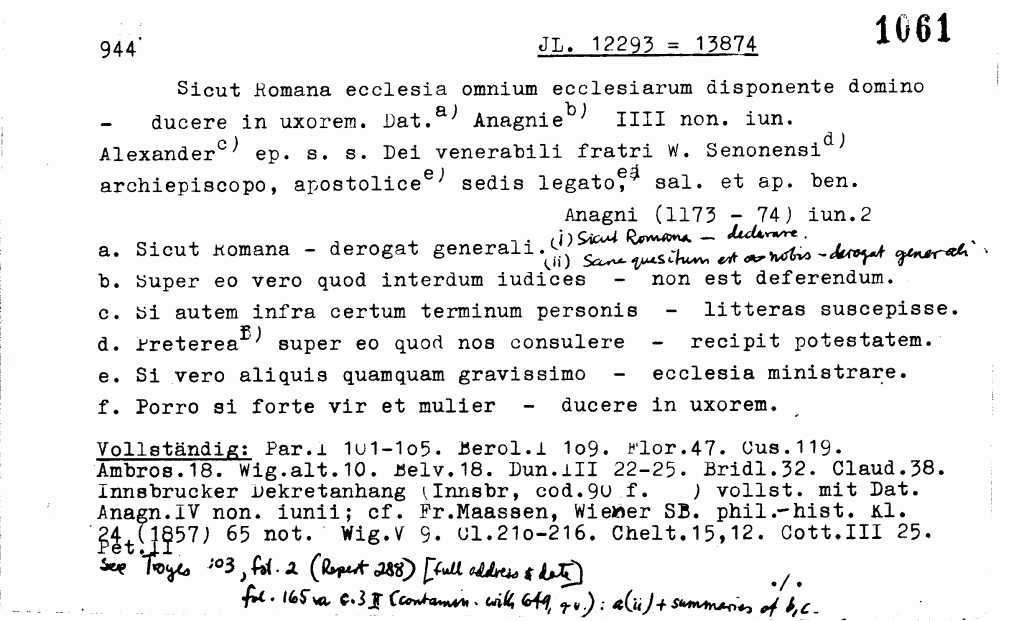 1061
944 JL. 12293 = 13874
Sicut Romana ecclesia omnium ecclesiarum disponente domino
- ducere in uxorem. Dat.a) Anagnieb) IIII non. iun.
Alexanderc) ep. s. s. Dei venerabili fratri W. Senonensid)
archiepiscopo, apostolicee) sedis legato, sal. et ap. ben.
Anagni (1173 - 74) iun.2
a. Sicut Romana - derogat generali. (i) Sicut Romana - declarare.
(ii) Sane quesitum est a nobis - derogat generali
b. Super eo vero quod interdum iudices - non est deferendum.
c. Si autem infra certum terminum personis - litteras suscepisse.
d. Preterea super eo quod nos consulere - recipit potestatem.
e. Si vero aliquis quamquam gravissimo - ecclesia ministrare.
f. Porro si forte vir et mulier - ducere in uxorem.
Vollständig: Par.I 101-105. Berol.I 109. Flor.47. Cus.119.
Ambros.18. Wig.alt.10. Belv.18. Dun.III 22-25. Bridl.32. Claud.38.
Innsbrucker Dekretanhang (Innsbr, cod.90 f. ) vollst. mit Dat.
Anagn.IV non. iunii; cf. Fr.Maassen, Wiener SB. phil.-hist. Kl.
24 (1857) 65 not. Wig.V 9. Cl.210-216. Chelt.15,12. Cott.III 25.
Pet.II
see Troyes 103, fol. 2 (Repert 288) [full address & date]
./.
fol. 165va c.3 (contamin. with 649, q.v.): a(ii) + summaries of b,c.